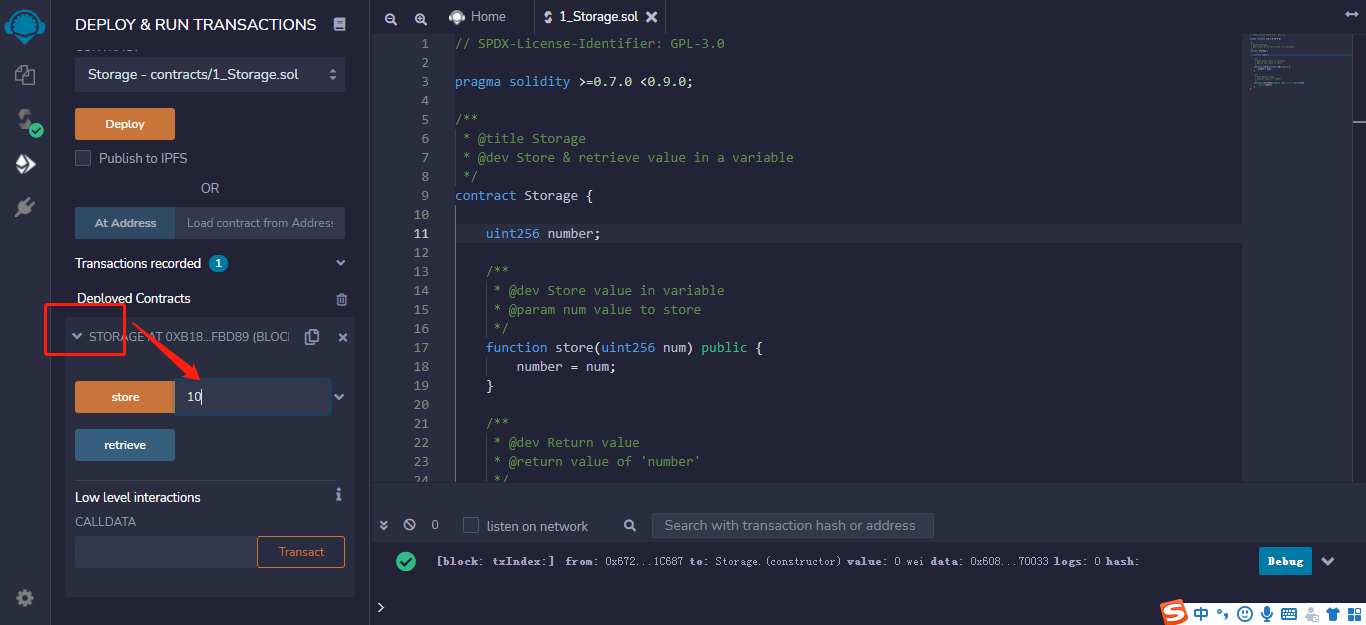 DEPLOY & RUN TRANSACTIONS
Storage - contracts/1_Storage.sol
Deploy
Publish to IPFS
OR
At Address
Load contract from Address
Transactions recorded 1
Deployed Contracts
STORAGE AT 0XB18...FBD89 (BLOCK
store
10
retrieve
Low level interactions
CALLDATA
Transact
Home
1_Storage.sol
1 // SPDX-License-Identifier: GPL-3.0
2
3 pragma solidity >=0.7.0 <0.9.0;
4
5 /**
6 * @title Storage
7 * @dev Store & retrieve value in a variable
8 */
9 contract Storage {
10
11 uint256 number;
12
13 /**
14 * @dev Store value in variable
15 * @param num value to store
16 */
17 function store(uint256 num) public {
18 number = num;
19 }
20
21 /**
22 * @dev Return value
23 * @return value of 'number'
24 */
0
listen on network
Search with transaction hash or address
[block: txIndex:] from: 0x672...1C687 to: Storage.(constructor) value: 0 wei data: 0x608...70033 logs: 0 hash:
Debug
>
S 中